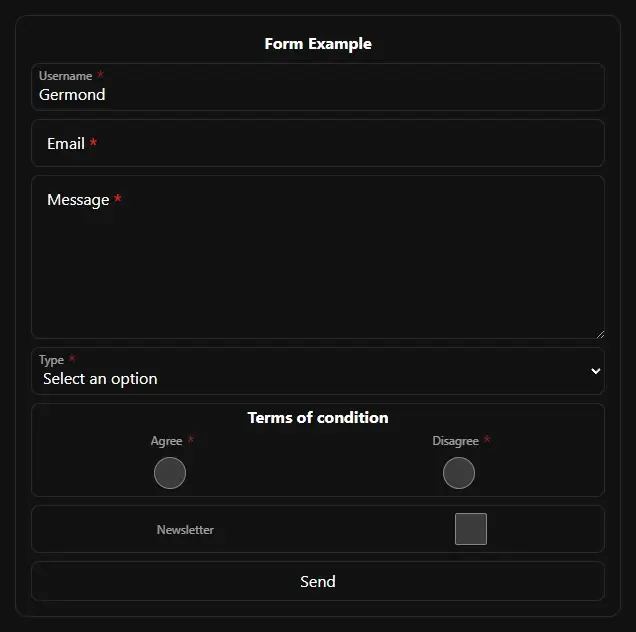 Form Example
Username *
Germond
Email *
Message *
Type *
Select an option
Terms of condition
Agree * Disagree *
Newsletter
Send